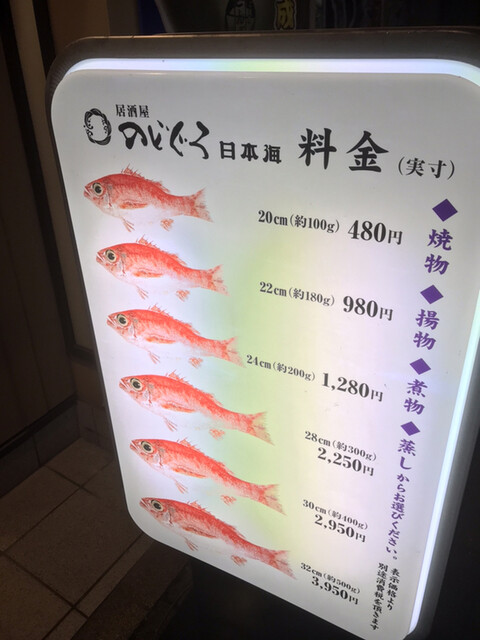 居酒屋
のどぐろ 日本海 料金 (実寸)
20cm(約100g) 480円
22cm(約180g) 980円
24cm(約200g) 1,280円
28cm(約300g)
2,250円
30cm(約400g)
2,950円
32cm(約500g)
3,950円
◆焼物◆揚物◆煮物◆蒸しからお選びください。
表示価格より
別途消費税を頂きます